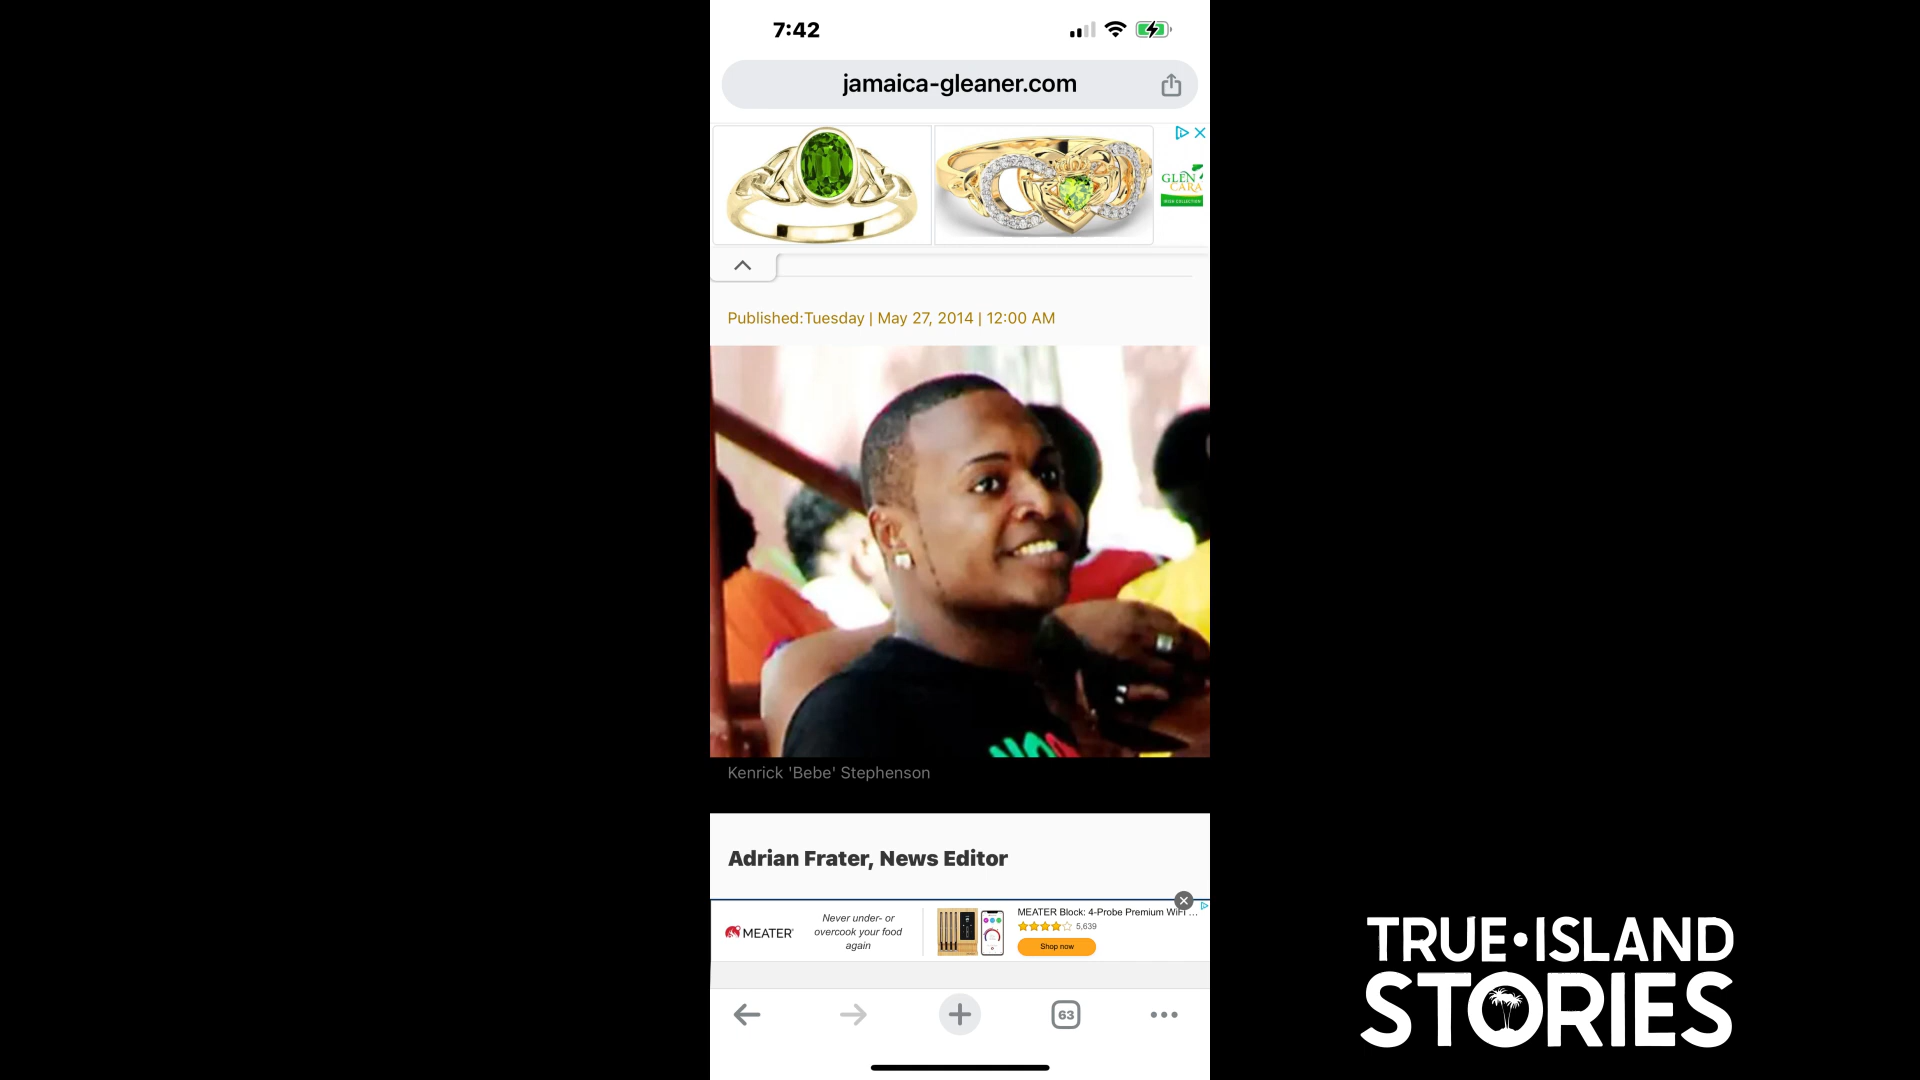 7:42
jamaica-gleaner.com
GLEN
CARA
IRISH COLLECTION
Published:Tuesday | May 27, 2014 | 12:00 AM
Kenrick 'Bebe' Stephenson
Adrian Frater, News Editor
MEATER
Never under- or
overcook your food
again
MEATER Block: 4-Probe Premium WiFi ...
5,639
Shop now
63
TRUE•ISLAND
STORIES